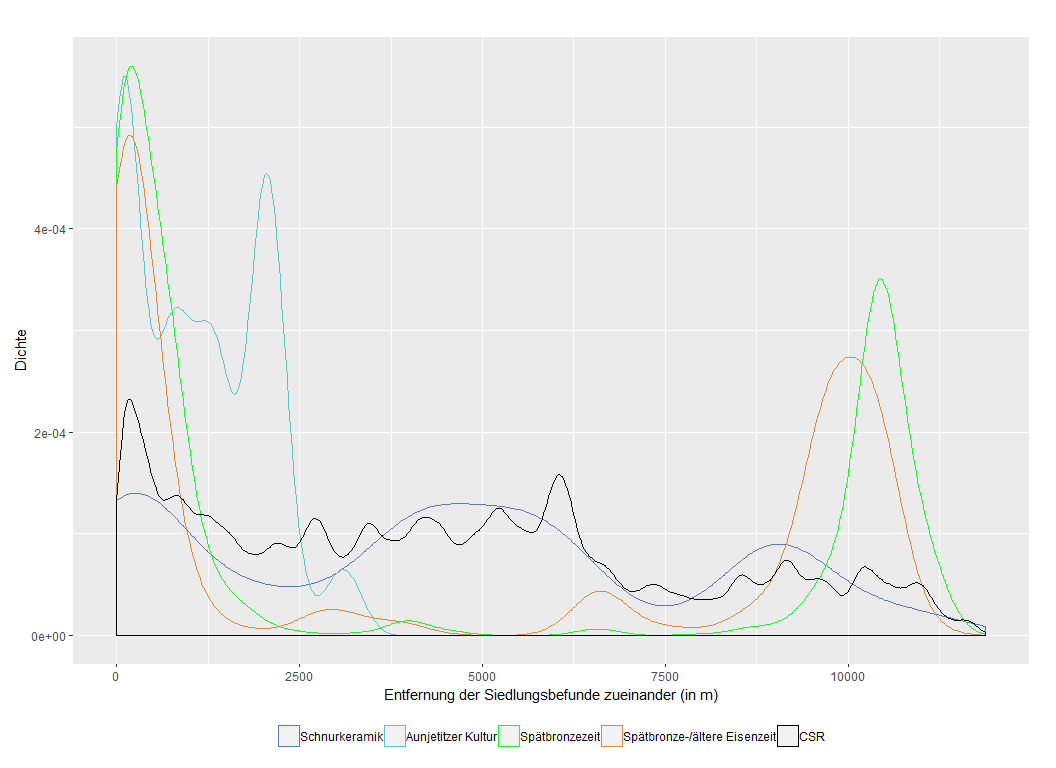 Dichte
4e-04
2e-04
0e+00
0 2500 5000 7500 10000
Entfernung der Siedlungsbefunde zueinander (in m)
Schnurkeramik Aunjetitzer Kultur Spätbronzezeit Spätbronze-/ältere Eisenzeit CSR